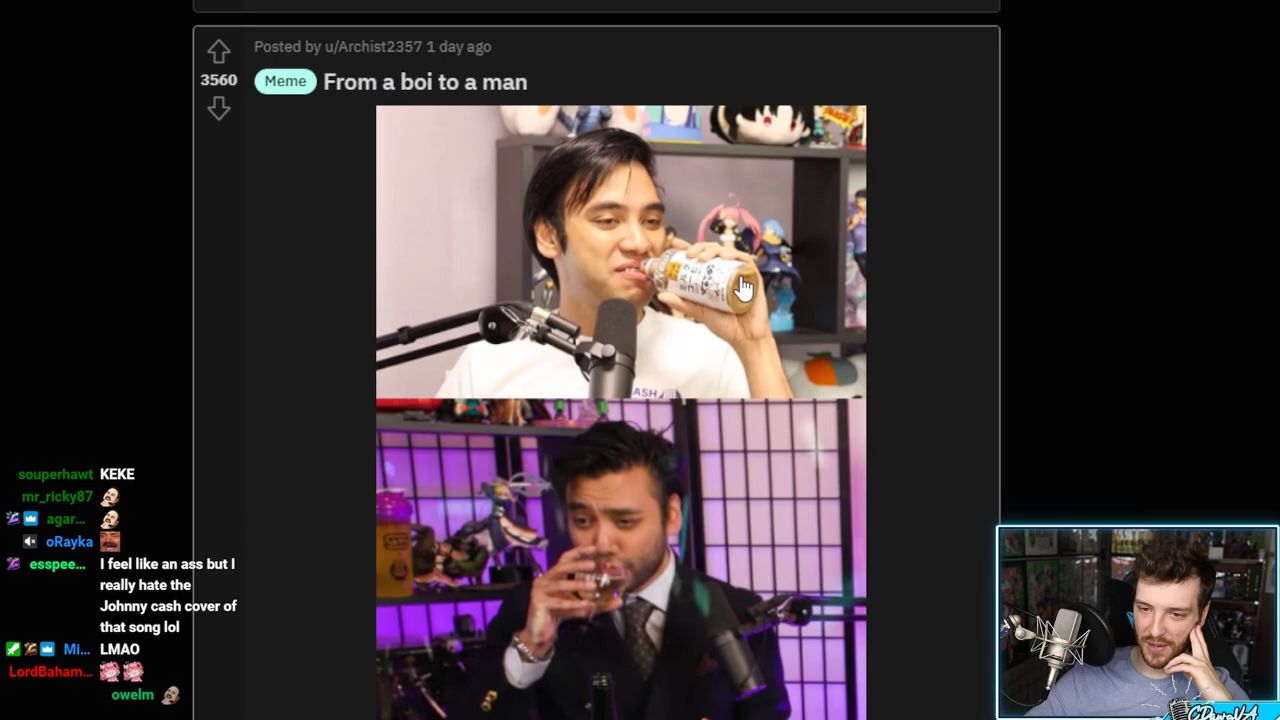 Posted by u/Archist2357 1 day ago
3560
Meme From a boi to a man
souperhawt KEKE
mr_ricky87
agar...
oRayka
esspee... I feel like an ass but I
really hate the
Johnny cash cover of
that song lol
Mi... LMAO
LordBaham...
owelm
CDawgVA